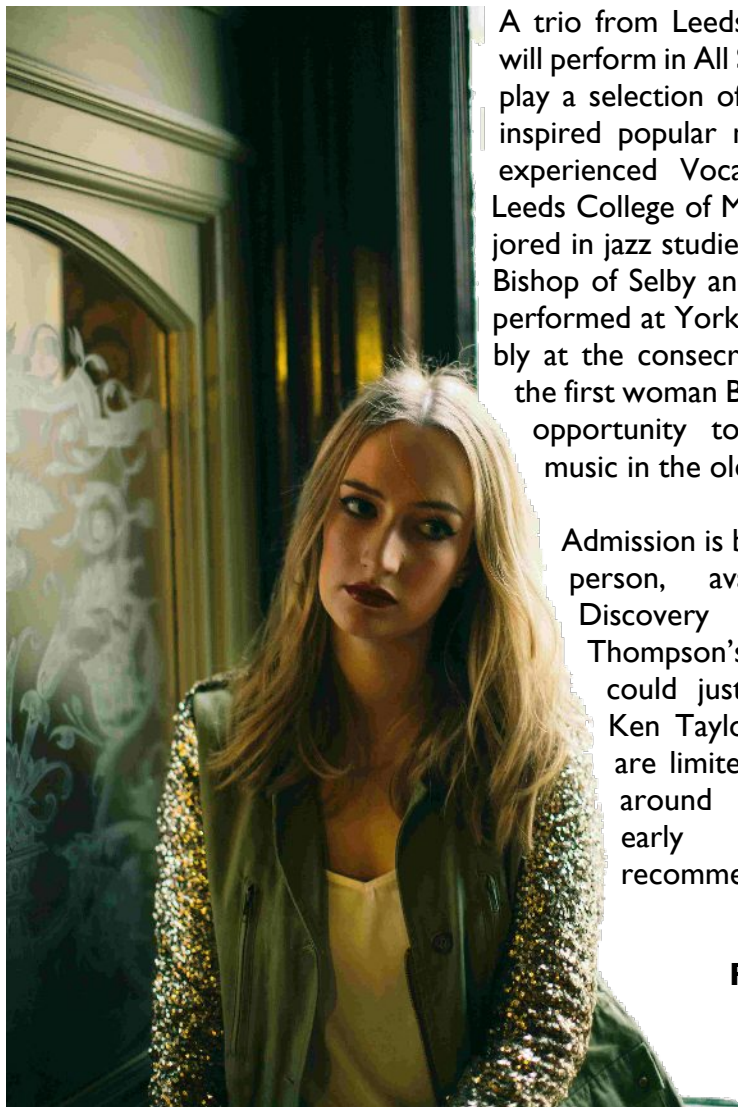 A trio from Leeds
will perform in All
play a selection of
inspired popular
experienced Voca
Leeds College of M
jored in jazz studie
Bishop of Selby an
performed at York
bly at the consecr
the first woman B
opportunity to
music in the old
Admission is b
person, ava
Discovery
Thompson's
could just
Ken Taylo
are limite
around
early
recomme